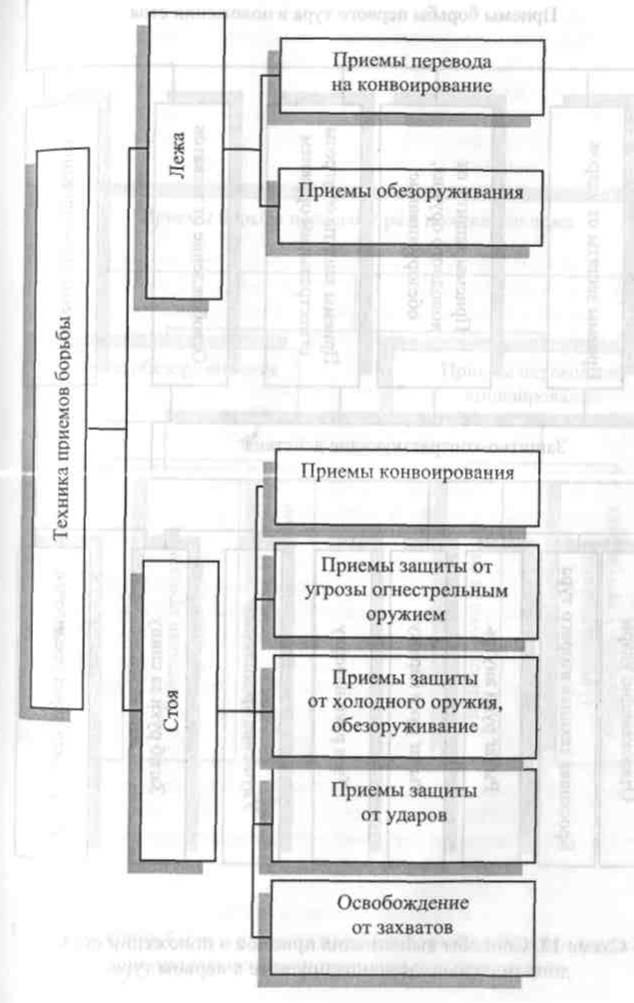 Техника приемов борьбы
Лежа
Приемы перевода
на конвоирование
Приемы обезоруживания
Стоя
Приемы конвоирования
Приемы защиты от
угрозы огнестрельным
оружием
Приемы защиты
от холодного оружия,
обезоруживание
Приемы защиты
от ударов
Освобождение
от захватов